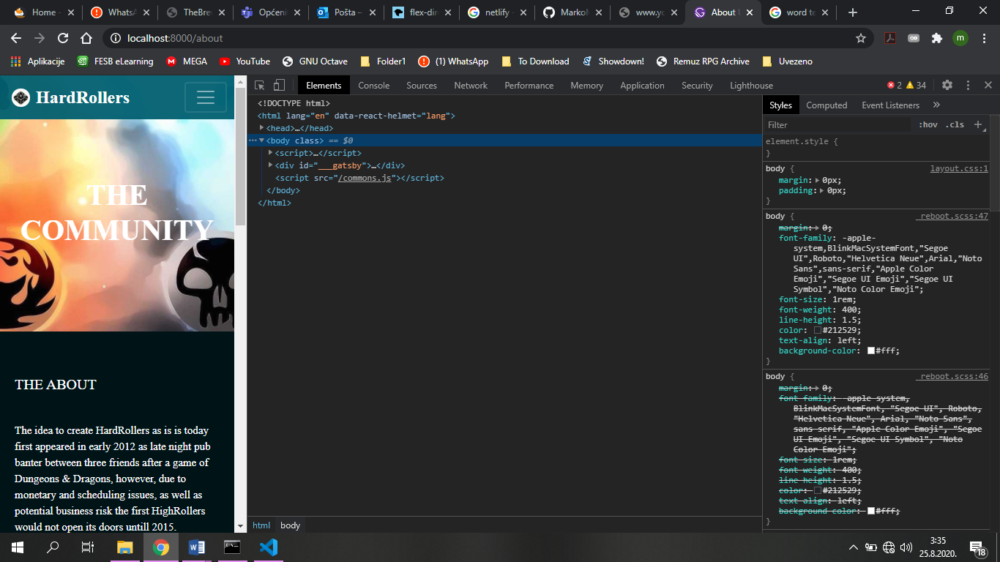 Home –
WhatsA
TheBrev
Općenit
Pošta –
flex-din
netlify -
MarkoM
www.yo
About U
word te
localhost:8000/about
m
Aplikacije
FESB eLearning
MEGA
YouTube
GNU Octave
Folder1
(1) WhatsApp
To Download
Showdown!
Remuz RPG Archive
Uvezeno
HardRollers
THE
COMMUNITY
THE ABOUT
The idea to create HardRollers as is is today
first appeared in early 2012 as late night pub
banter between three friends after a game of
Dungeons & Dragons, however, due to
monetary and scheduling issues, as well as
potential business risk the first HighRollers
would not open its doors untill 2015.
Elements Console Sources Network Performance Memory Application Security Lighthouse 2 34
<!DOCTYPE html>
<html lang="en" data-react-helmet="lang">
<head>…</head>
<body class> == $0
<script>…</script>
<div id="___gatsby">…</div>
<script src="/commons.js"></script>
</body>
</html>
html body
Styles Computed Event Listeners »
Filter :hov .cls +
element.style {
}
body { layout.css:1
margin: 0px;
padding: 0px;
}
body { _reboot.scss:47
margin: 0;
font-family: -apple-
system,BlinkMacSystemFont,"Segoe
UI",Roboto,"Helvetica Neue",Arial,"Noto
Sans",sans-serif,"Apple Color
Emoji","Segoe UI Emoji","Segoe UI
Symbol","Noto Color Emoji";
font-size: 1rem;
font-weight: 400;
line-height: 1.5;
color: #212529;
text-align: left;
background-color: #fff;
}
body { _reboot.scss:46
margin: 0;
font-family: -apple-system,
BlinkMacSystemFont, "Segoe UI", Roboto,
"Helvetica Neue", Arial, "Noto Sans",
sans-serif, "Apple Color Emoji", "Segoe
UI Emoji", "Segoe UI Symbol", "Noto
Color Emoji";
font-size: 1rem;
font-weight: 400;
line-height: 1.5;
color: #212529;
text-align: left;
background-color: #fff;
}
3:35
25.8.2020.
18